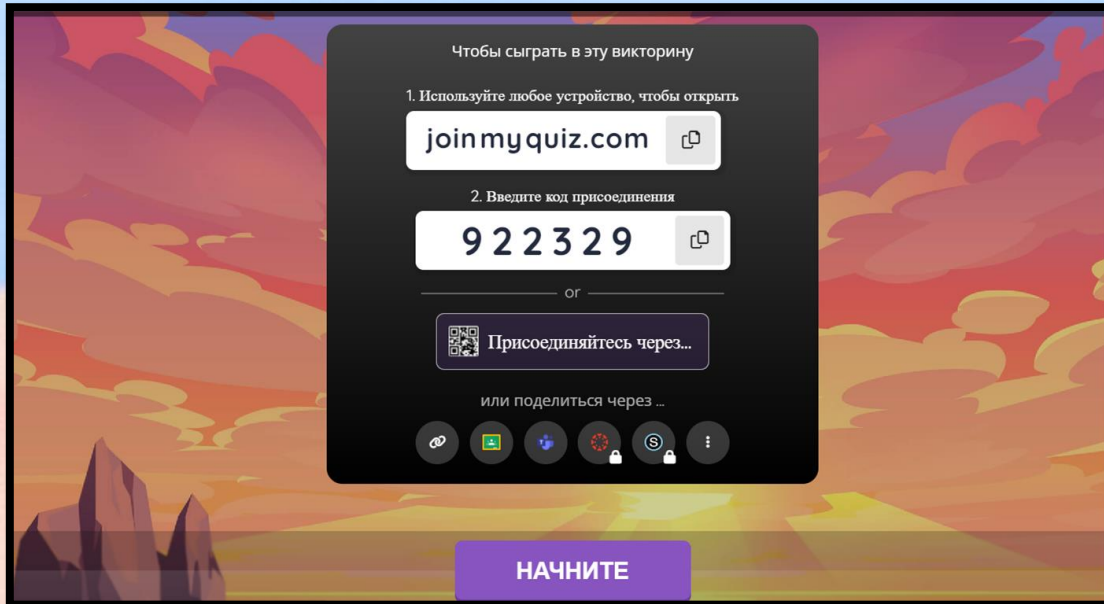 Чтобы сыграть в эту викторину
1. Используйте любое устройство, чтобы открыть
joinmyquiz.com
2. Введите код присоединения
922329
or
Присоединяйтесь через...
или поделиться через ...
S
НАЧНИТЕ